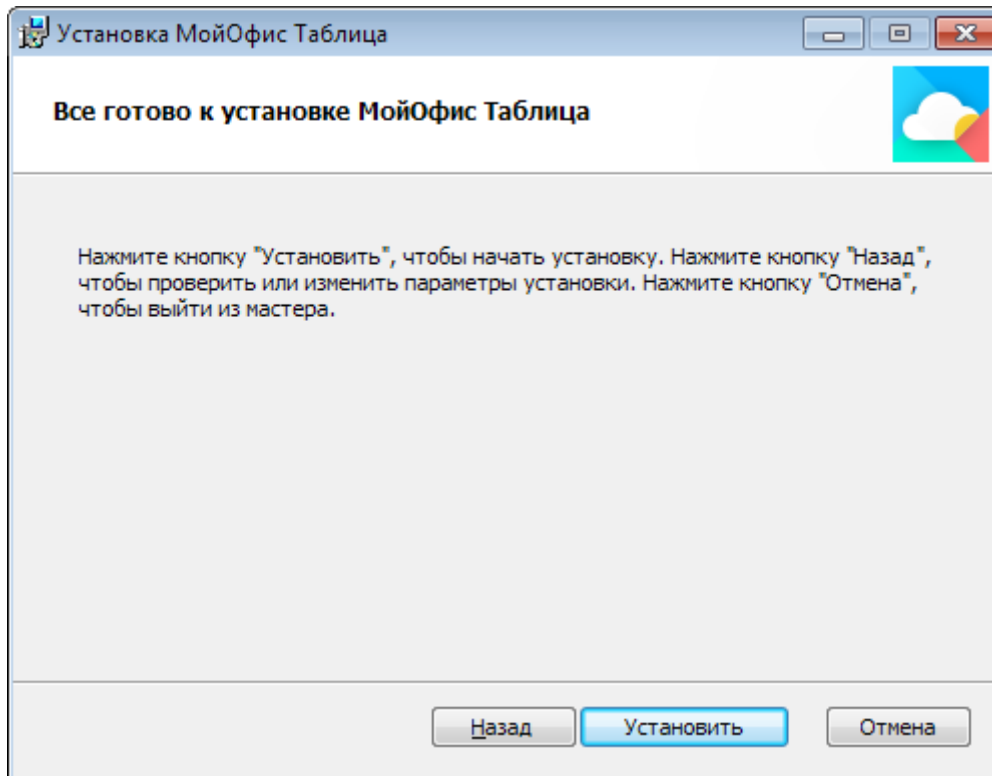 Установка МойОфис Таблица
Все готово к установке МойОфис Таблица
Нажмите кнопку "Установить", чтобы начать установку. Нажмите кнопку "Назад",
чтобы проверить или изменить параметры установки. Нажмите кнопку "Отмена",
чтобы выйти из мастера.
Назад Установить Отмена